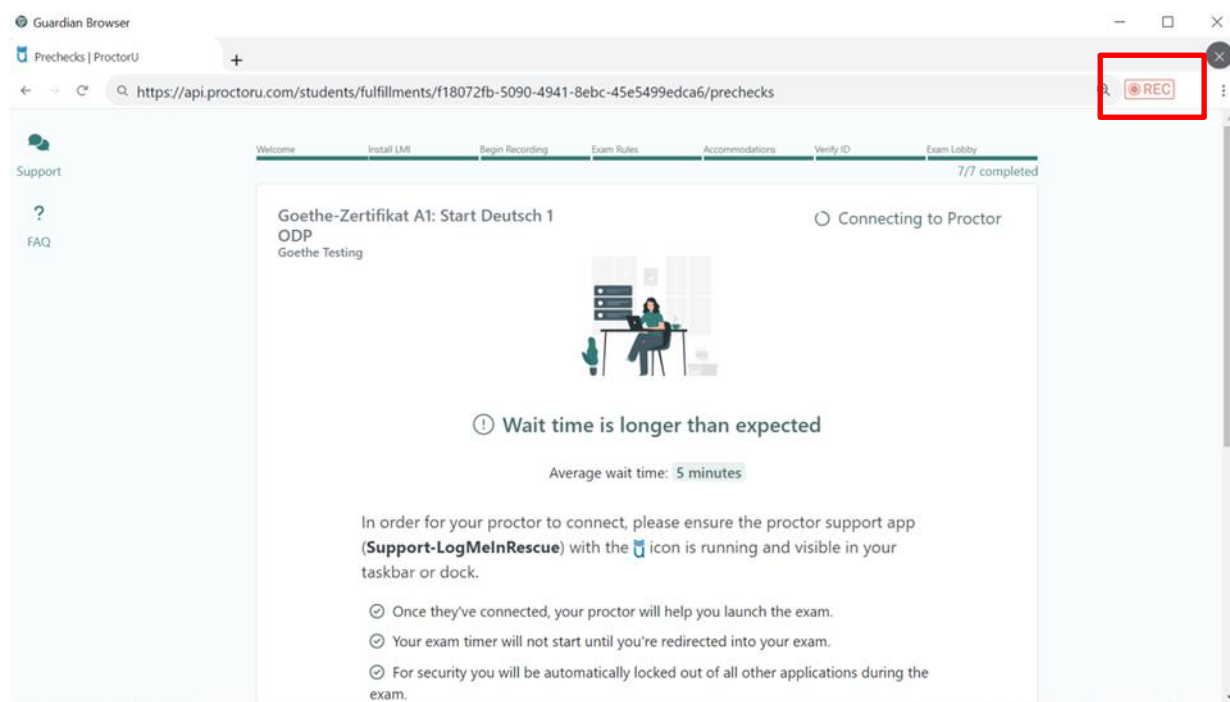 Guardian Browser
Prechecks | ProctorU
https://api.proctoru.com/students/fulfillments/f18072fb-5090-4941-8ebc-45e5499edca6/prechecks
REC
Support
?
FAQ
Welcome Install LMI Begin Recording Exam Rules Accommodations Verify ID Exam Lobby
7/7 completed
Goethe-Zertifikat A1: Start Deutsch 1
ODP
Goethe Testing
Connecting to Proctor
Wait time is longer than expected
Average wait time: 5 minutes
In order for your proctor to connect, please ensure the proctor support app
(Support-LogMeInRescue) with the icon is running and visible in your
taskbar or dock.
Once they've connected, your proctor will help you launch the exam.
Your exam timer will not start until you're redirected into your exam.
For security you will be automatically locked out of all other applications during the
exam.